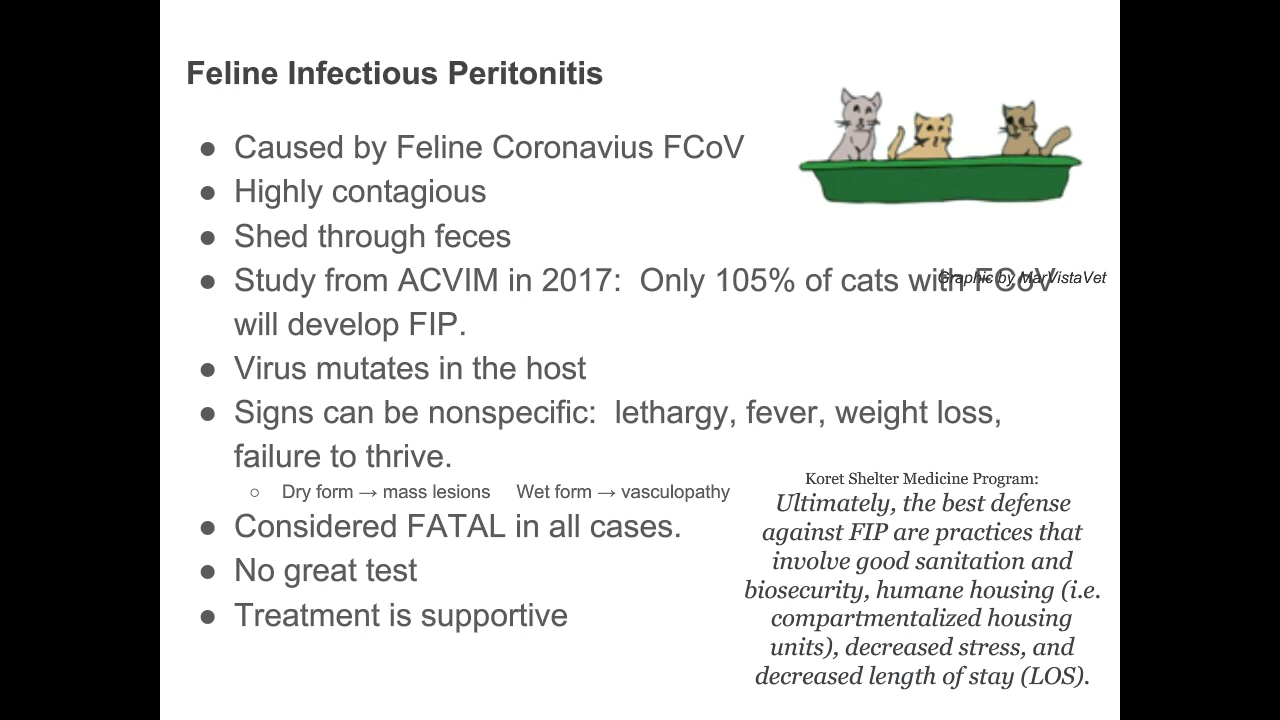 Feline Infectious Peritonitis
● Caused by Feline Coronavius FCoV
● Highly contagious
● Shed through feces
● Study from ACVIM in 2017:  Only 105% of cats with FCoV
will develop FIP.
Graphic by MarVistaVet
● Virus mutates in the host
● Signs can be nonspecific:  lethargy, fever, weight loss,
failure to thrive.
○ Dry form → mass lesions Wet form → vasculopathy
● Considered FATAL in all cases.
● No great test
● Treatment is supportive
Koret Shelter Medicine Program:
Ultimately, the best defense
against FIP are practices that
involve good sanitation and
biosecurity, humane housing (i.e.
compartmentalized housing
units), decreased stress, and
decreased length of stay (LOS).